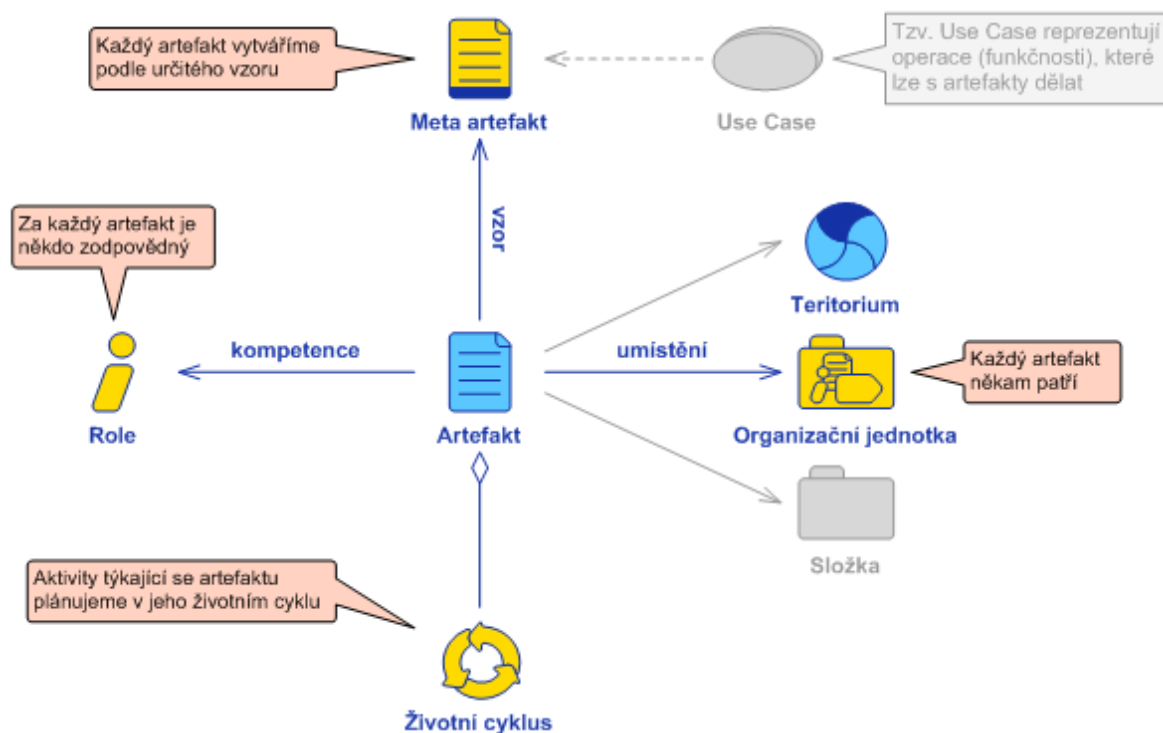 Každý artefakt vytváříme
podle určitého vzoru
Tzv. Use Case reprezentují
operace (funkčnosti), které
lze s artefakty dělat
Meta artefakt
Use Case
vzor
Za každý artefakt je
někdo zodpovědný
Teritorium
kompetence
umístění
Každý artefakt
někam patří
Role
Artefakt
Organizační jednotka
Složka
Aktivity týkající se artefaktu
plánujeme v jeho životním cyklu
Životní cyklus